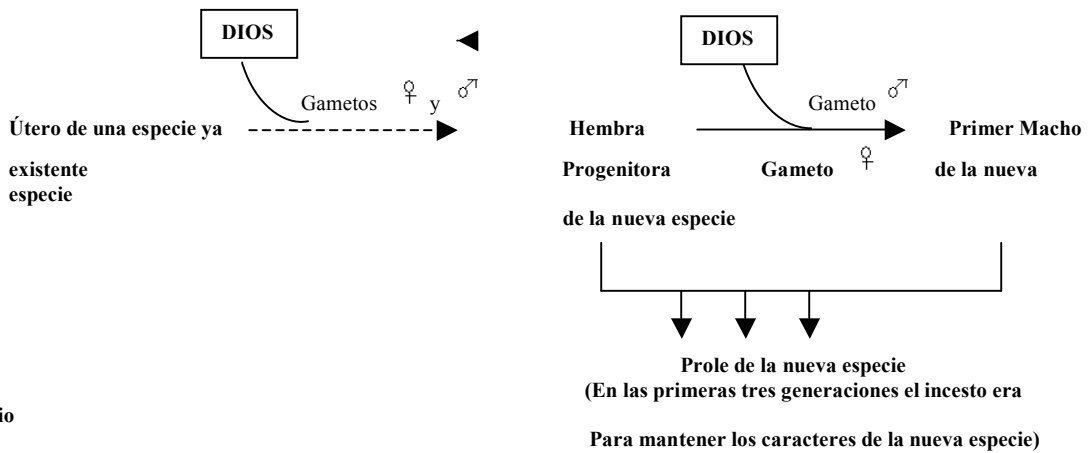 DIOS
Gametos ♀ y ♂
Útero de una especie ya
existente
especie
DIOS
Gameto ♂
Hembra
Primer Macho
Progenitora
Gameto ♀
de la nueva
de la nueva especie
Prole de la nueva especie
(En las primeras tres generaciones el incesto era
io
Para mantener los caracteres de la nueva especie)